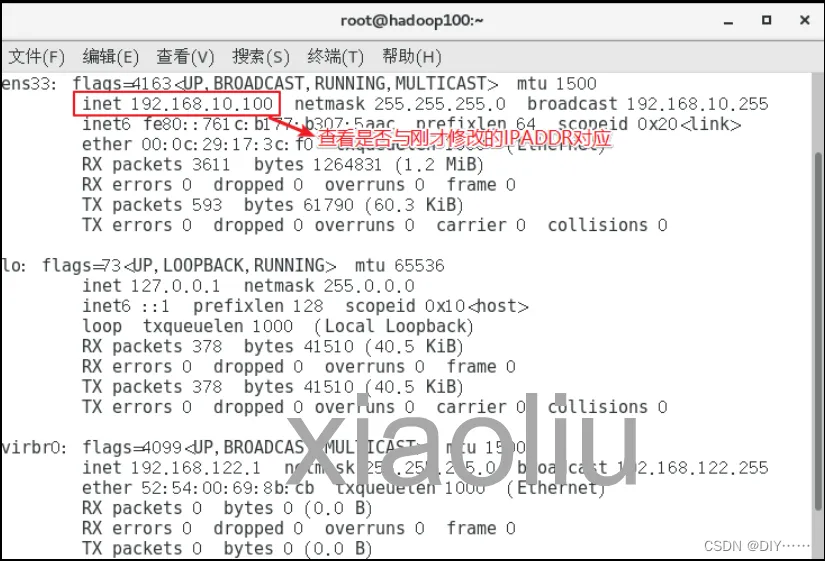 root@hadoop100:~
文件(F) 编辑(E) 查看(V) 搜索(S) 终端(T) 帮助(H)
ens33: flags=4163<UP,BROADCAST,RUNNING,MULTICAST> mtu 1500
inet 192.168.10.100 netmask 255.255.255.0 broadcast 192.168.10.255
inet6 fe80::761c:b177:b307:5aac prefixlen 64 scopeid 0x20<link>
查看是否与刚才修改的IPADDR对应
ether 00:0c:29:17:3c:f0 txqueuelen 1000 (Ethernet)
RX packets 3611 bytes 1264831 (1.2 MiB)
RX errors 0 dropped 0 overruns 0 frame 0
TX packets 593 bytes 61790 (60.3 KiB)
TX errors 0 dropped 0 overruns 0 carrier 0 collisions 0
lo: flags=73<UP,LOOPBACK,RUNNING> mtu 65536
inet 127.0.0.1 netmask 255.0.0.0
inet6 ::1 prefixlen 128 scopeid 0x10<host>
loop txqueuelen 1000 (Local Loopback)
RX packets 378 bytes 41510 (40.5 KiB)
RX errors 0 dropped 0 overruns 0 frame 0
TX packets 378 bytes 41510 (40.5 KiB)
TX errors 0 dropped 0 overruns 0 carrier 0 collisions 0
xiaoliu
virbr0: flags=4099<UP,BROADCAST,MULTICAST> mtu 1500
inet 192.168.122.1 netmask 255.255.255.0 broadcast 192.168.122.255
ether 52:54:00:69:8b:cb txqueuelen 1000 (Ethernet)
RX packets 0 bytes 0 (0.0 B)
RX errors 0 dropped 0 overruns 0 frame 0
TX packets 0 bytes 0 (0.0 B)
CSDN @DIY……